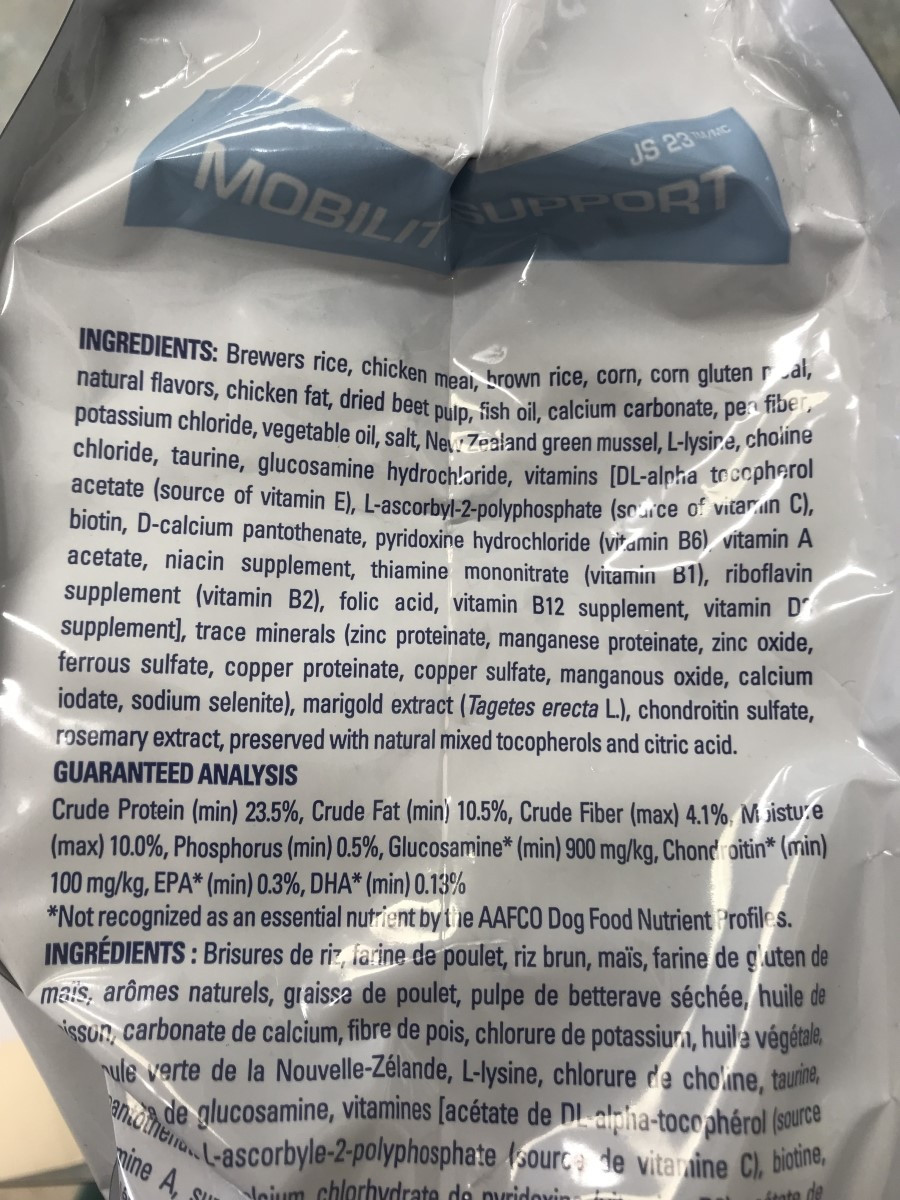 JS 23 TM/MC
MOBILIT SUPPORT
INGREDIENTS: Brewers rice, chicken meal, brown rice, corn, corn gluten
natural flavors, chicken fat, dried beet pulp, fish oil, calcium carbonate, pea fiber,
potassium chloride, vegetable oil, salt, New Zealand green mussel, L-lysine, choline
chloride, taurine, glucosamine hydrochloride, vitamins [DL-alpha tocopherol
acetate (source of vitamin E), L-ascorbyl-2-polyphosphate (source of vitamin C),
biotin, D-calcium pantothenate, pyridoxine hydrochloride (vitamin B6), vitamin A
acetate, niacin supplement, thiamine mononitrate (vitamin B1), riboflavin
supplement (vitamin B2), folic acid, vitamin B12 supplement, vitamin
supplement], trace minerals (zinc proteinate, manganese proteinate, zinc oxide,
ferrous sulfate, copper proteinate, copper sulfate, manganous oxide, calcium
iodate, sodium selenite), marigold extract (Tagetes erecta L.), chondroitin sulfate,
rosemary extract, preserved with natural mixed tocopherols and citric acid.
GUARANTEED ANALYSIS
Crude Protein (min) 23.5%, Crude Fat (min) 10.5%, Crude Fiber (max) 4.1%, Moisture
(max) 10.0%, Phosphorus (min) 0.5%, Glucosamine* (min) 900 mg/kg, Chondroitin* (min)
100 mg/kg, EPA* (min) 0.3%, DHA* (min) 0.13%
*Not recognized as an essential nutrient by the AAFCO Dog Food Nutrient Profiles.
INGRÉDIENTS : Brisures de riz, farine de poulet, riz brun, maïs, farine de gluten de
maïs, arômes naturels, graisse de poulet, pulpe de betterave séchée, huile de
carbonate de calcium, fibre de pois, chlorure de potassium, huile végétale,
verte de la Nouvelle-Zélande, L-lysine, chlorure de choline, taurine,
de glucosamine, vitamines [acétate de DL-alpha-tocophérol (source
L-ascorbyle-2-polyphosphate (source de vitamine C), biotine,
mine A, chlorhydrate de